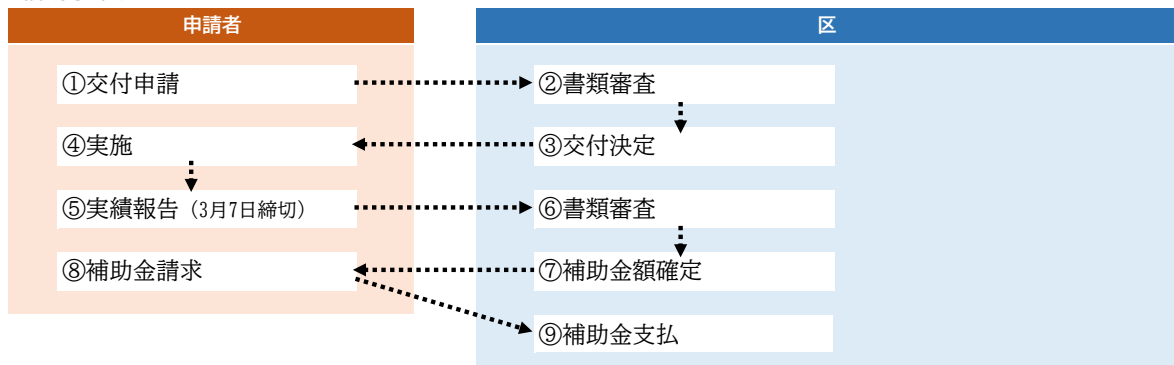 申請者
区
①交付申請
②書類審査
④実施
③交付決定
⑤実績報告（3月7日締切）
⑥書類審査
⑧補助金請求
⑦補助金額確定
⑨補助金支払